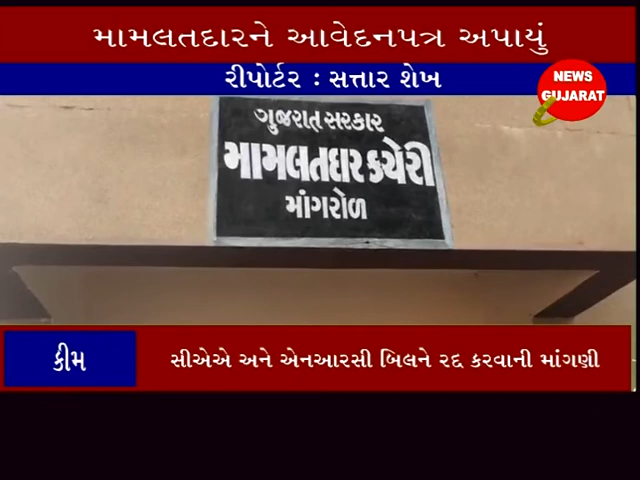 મામલતદારને આવેદનપત્ર અપાયું
રીપોર્ટર : સત્તાર શેખ
NEWS
GUJARAT
ગુજરાત સરકાર
મામલતદાર કચેરી
માંગરોળ
કીમ
સીએએ અને એનઆરસી બિલને રદ્દ કરવાની માંગણી